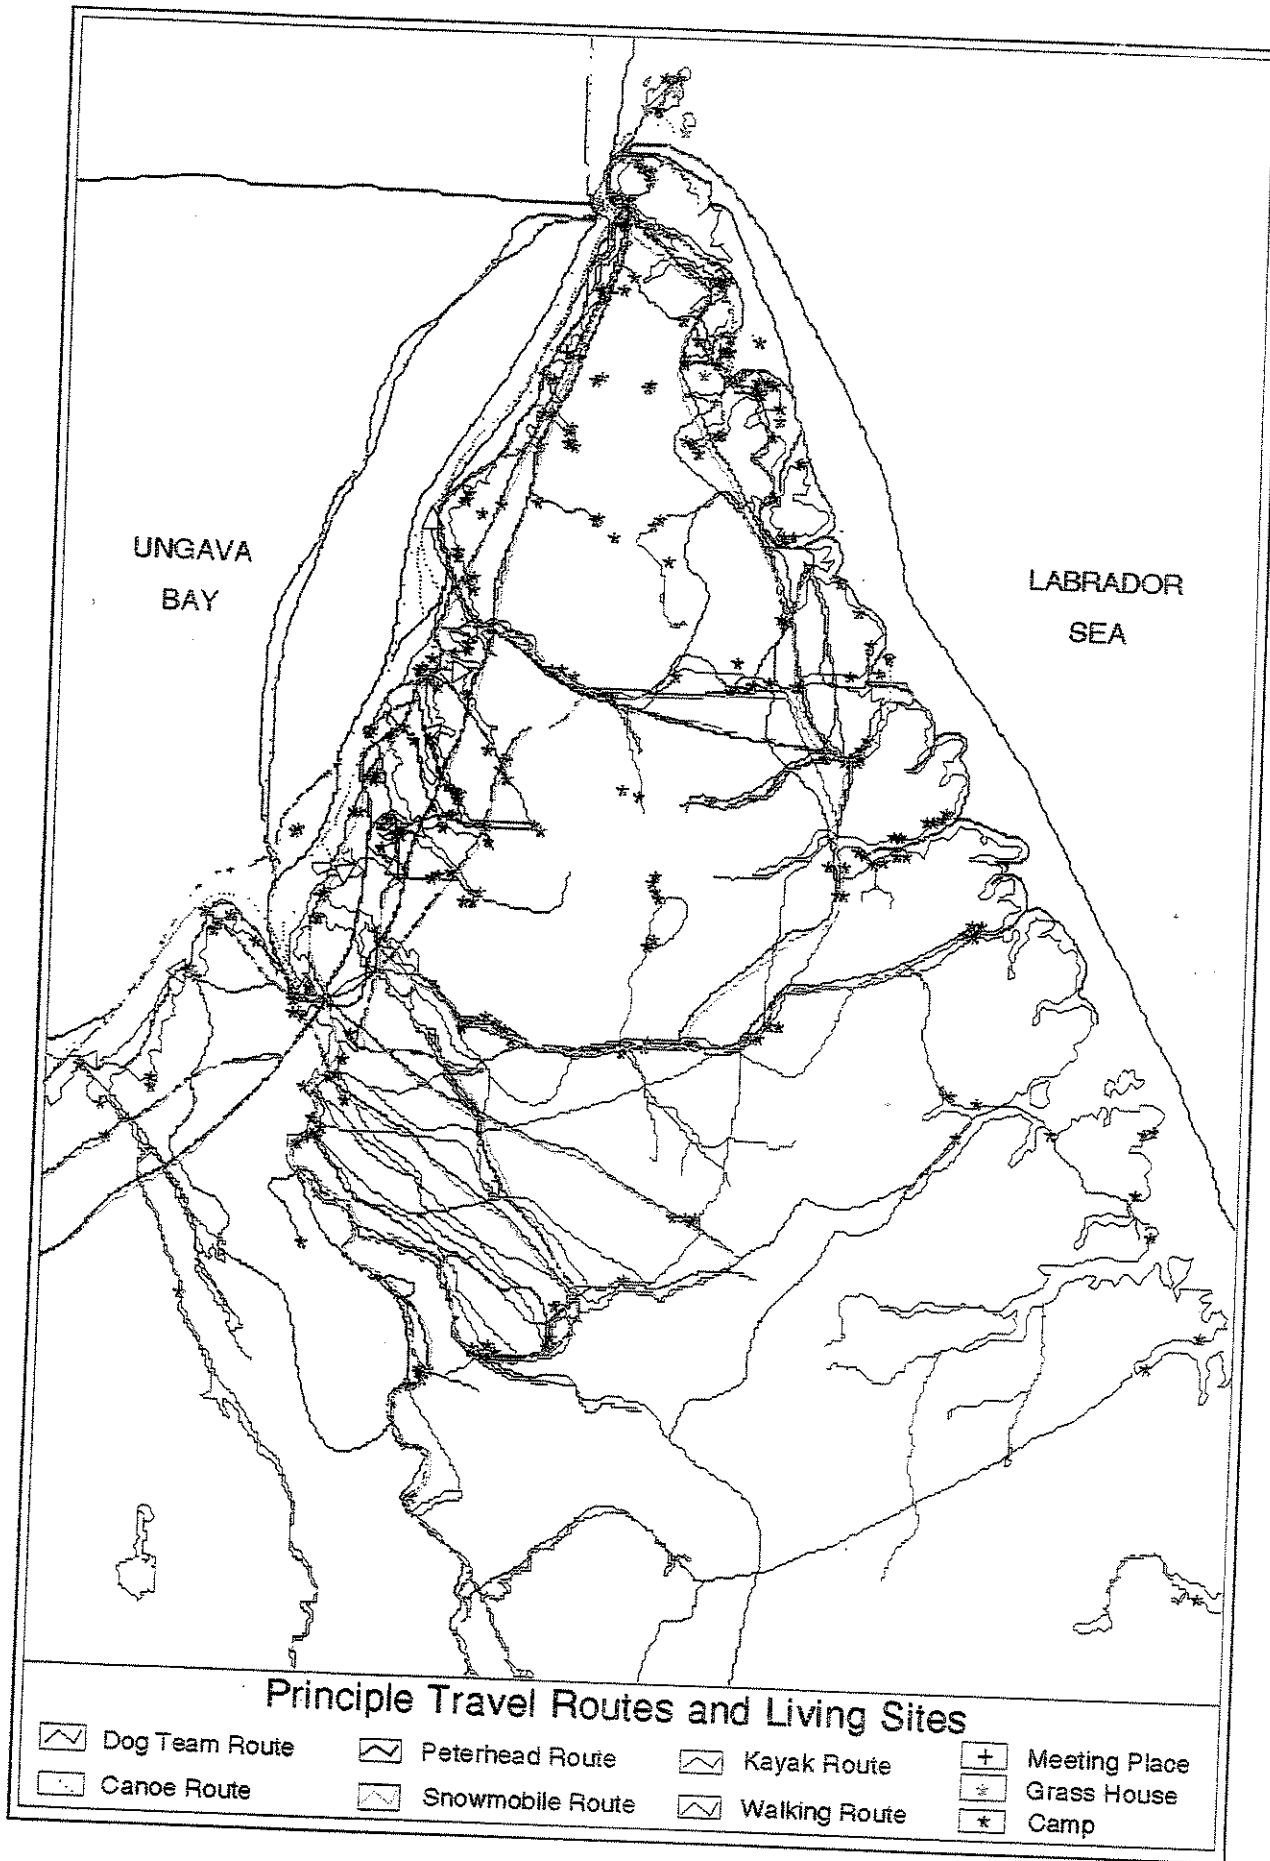 UNGAVA
BAY
LABRADOR
SEA
Principle Travel Routes and Living Sites
Dog Team Route
Peterhead Route
Kayak Route
Meeting Place
Canoe Route
Snowmobile Route
Walking Route
Grass House
Camp